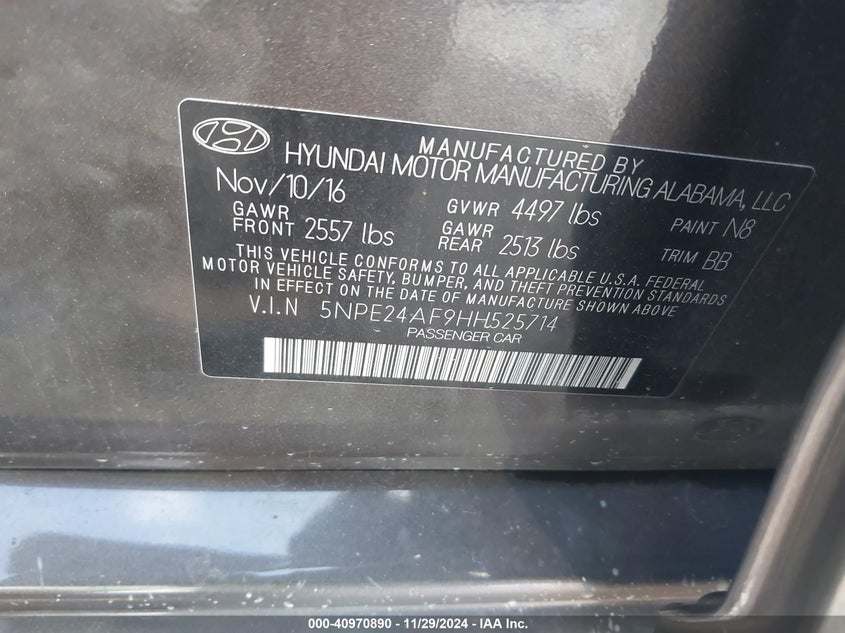 MANUFACTURED BY
HYUNDAI MOTOR MANUFACTURING ALABAMA, LLC
Nov/10/16 GVWR 4497 lbs PAINT N8
GAWR FRONT 2557 lbs GAWR REAR 2513 lbs TRIM BB
THIS VEHICLE CONFORMS TO ALL APPLICABLE U.S.A. FEDERAL
MOTOR VEHICLE SAFETY, BUMPER, AND THEFT PREVENTION STANDARDS
IN EFFECT ON THE DATE OF MANUFACTURE SHOWN ABOVE.
V.I.N 5NPE24AF9HH525714
PASSENGER CAR
000-40970890 - 11/29/2024 - IAA Inc.